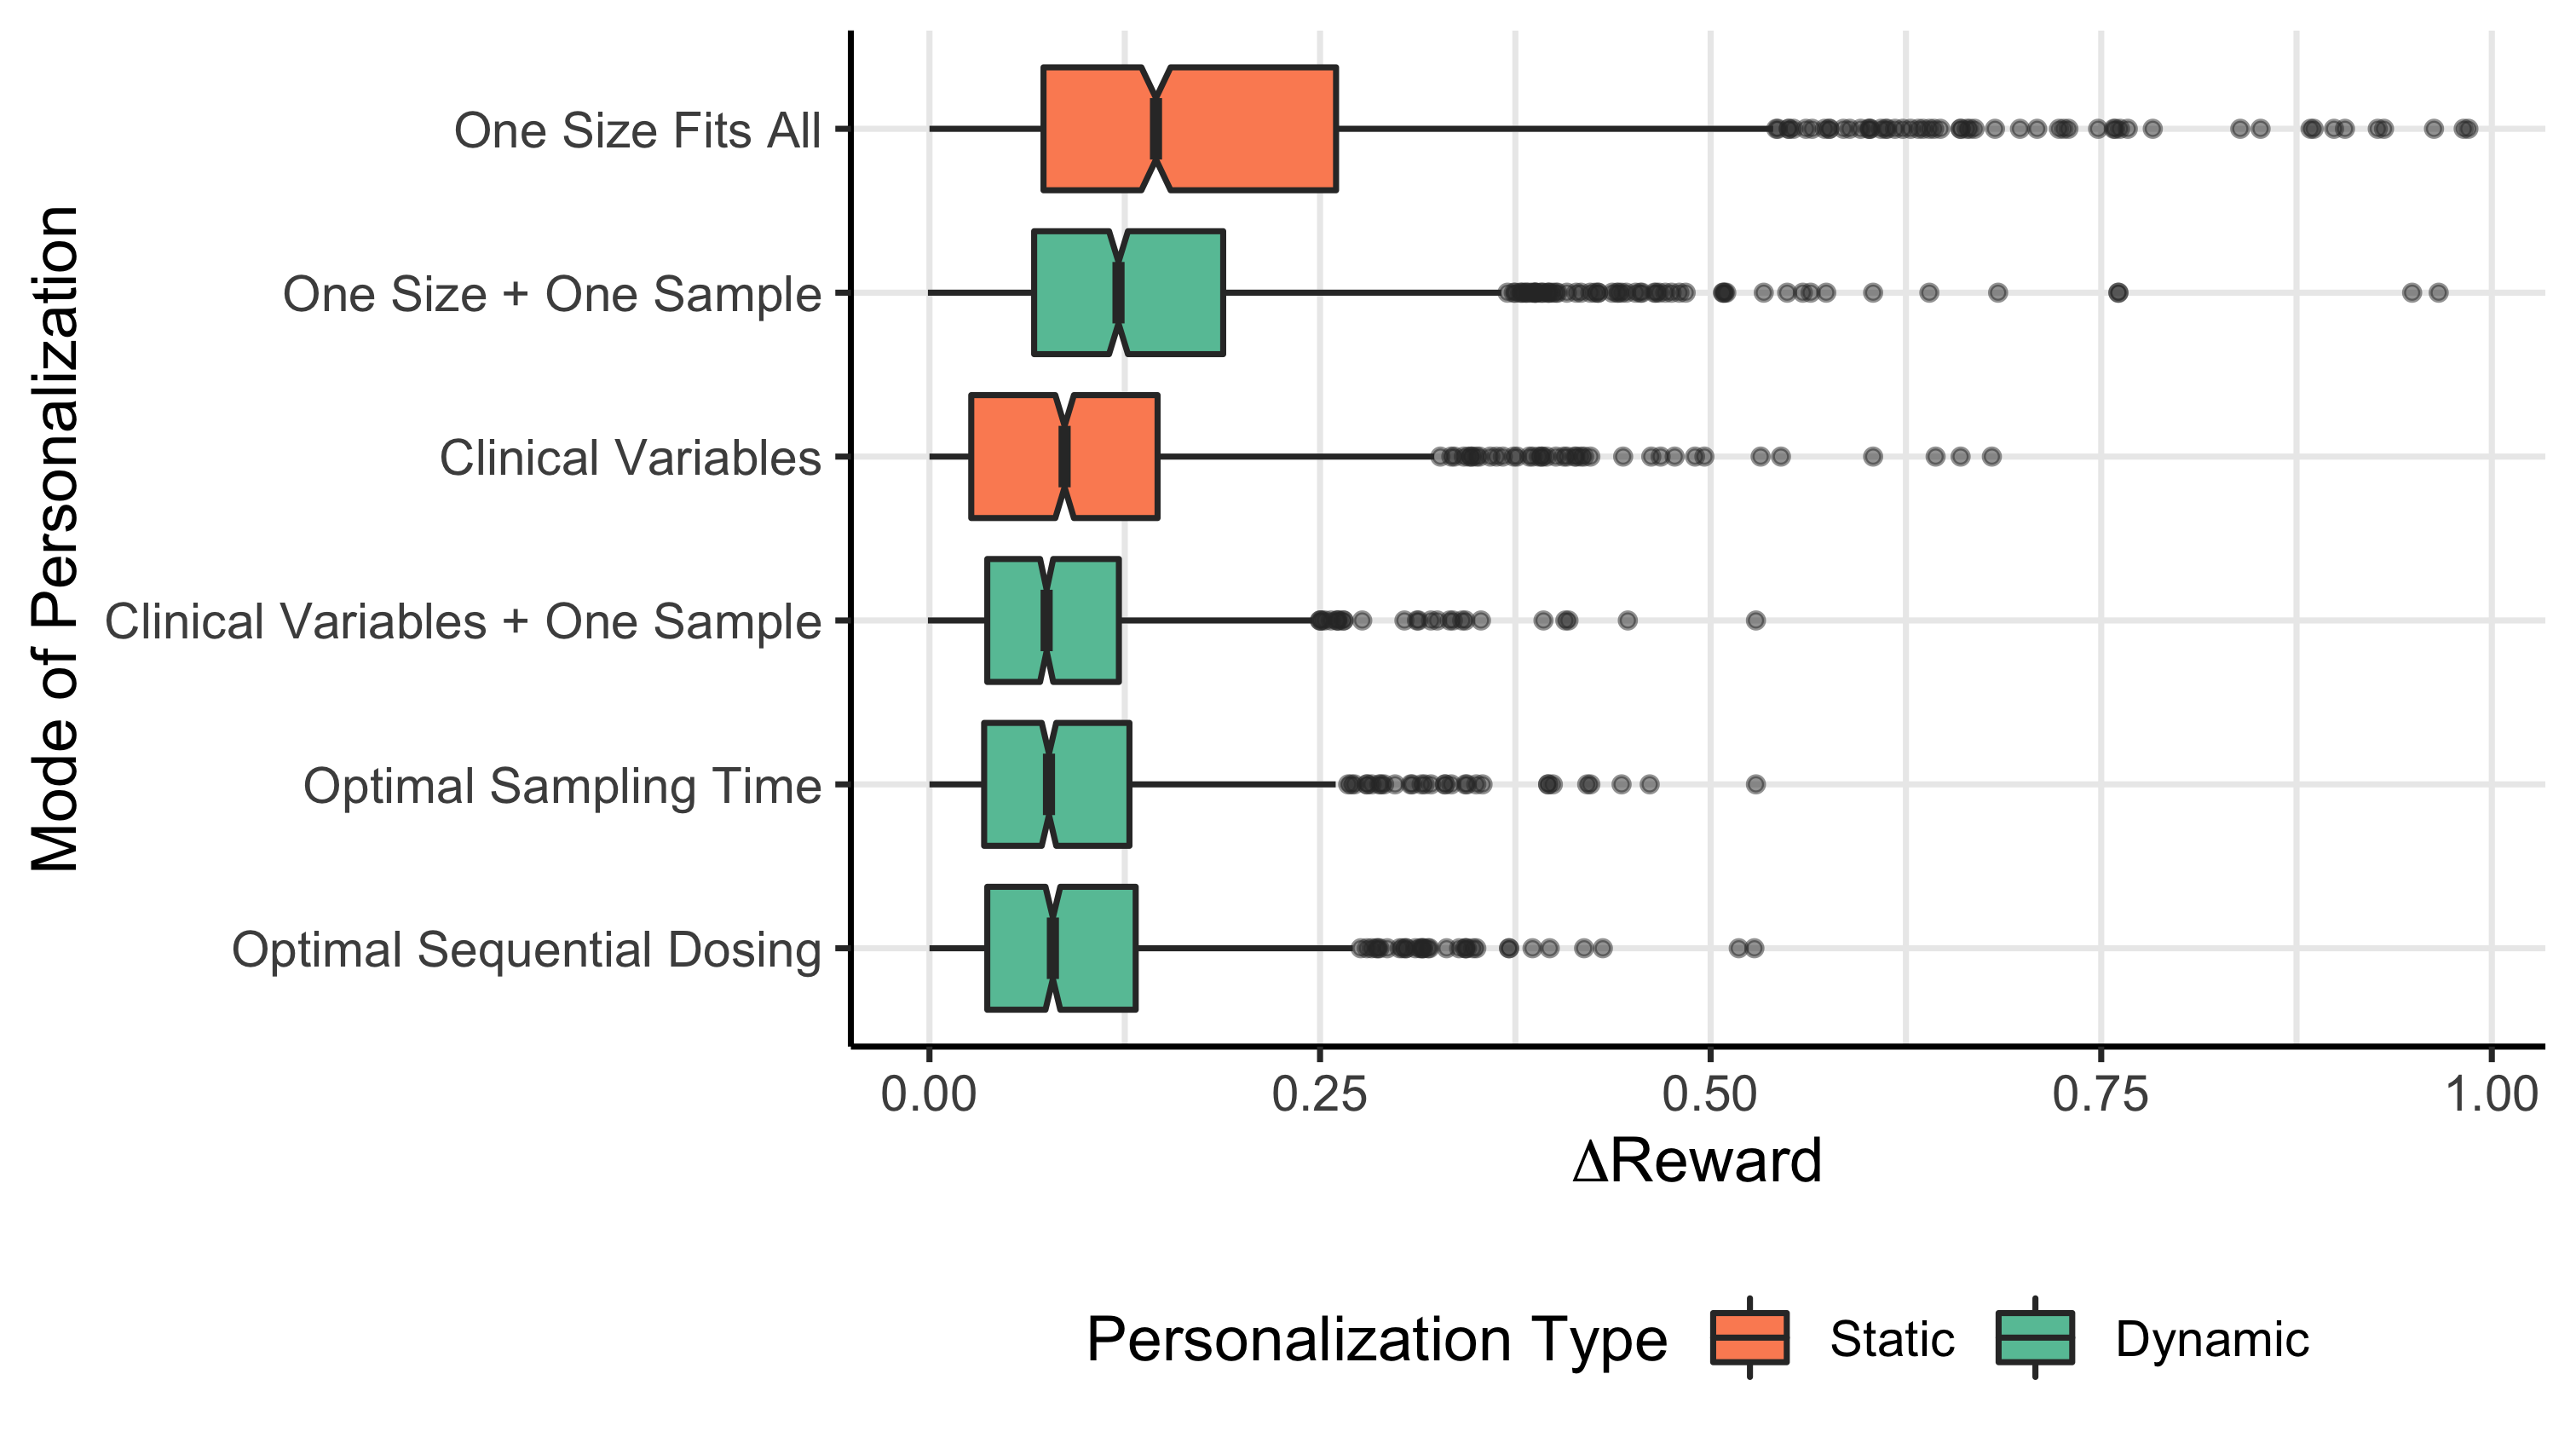 Mode of Personalization
One Size Fits All
One Size + One Sample
Clinical Variables
Clinical Variables + One Sample
Optimal Sampling Time
Optimal Sequential Dosing
0.00 0.25 0.50 0.75 1.00
ΔReward
Personalization Type Static Dynamic